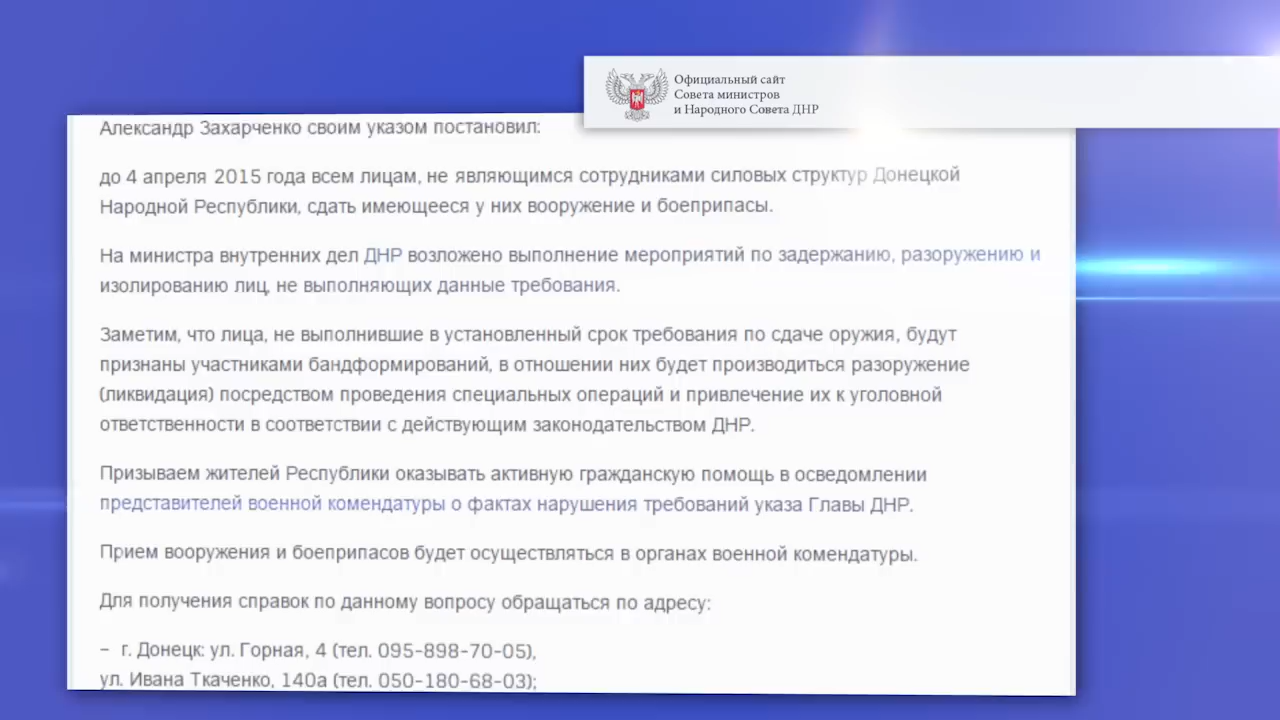 Официальный сайт
Совета министров
и Народного Совета ДНР
Александр Захарченко своим указом постановил:
до 4 апреля 2015 года всем лицам, не являющимся сотрудниками силовых структур Донецкой
Народной Республики, сдать имеющееся у них вооружение и боеприпасы.
На министра внутренних дел ДНР возложено выполнение мероприятий по задержанию, разоружению и
изолированию лиц, не выполняющих данные требования.
Заметим, что лица, не выполнившие в установленный срок требования по сдаче оружия, будут
признаны участниками бандформирований, в отношении них будет производиться разоружение
(ликвидация) посредством проведения специальных операций и привлечение их к уголовной
ответственности в соответствии с действующим законодательством ДНР.
Призываем жителей Республики оказывать активную гражданскую помощь в осведомлении
представителей военной комендатуры о фактах нарушения требований указа Главы ДНР.
Прием вооружения и боеприпасов будет осуществляться в органах военной комендатуры.
Для получения справок по данному вопросу обращаться по адресу:
– г. Донецк: ул. Горная, 4 (тел. 095-898-70-05),
ул. Ивана Ткаченко, 140а (тел. 050-180-68-03);